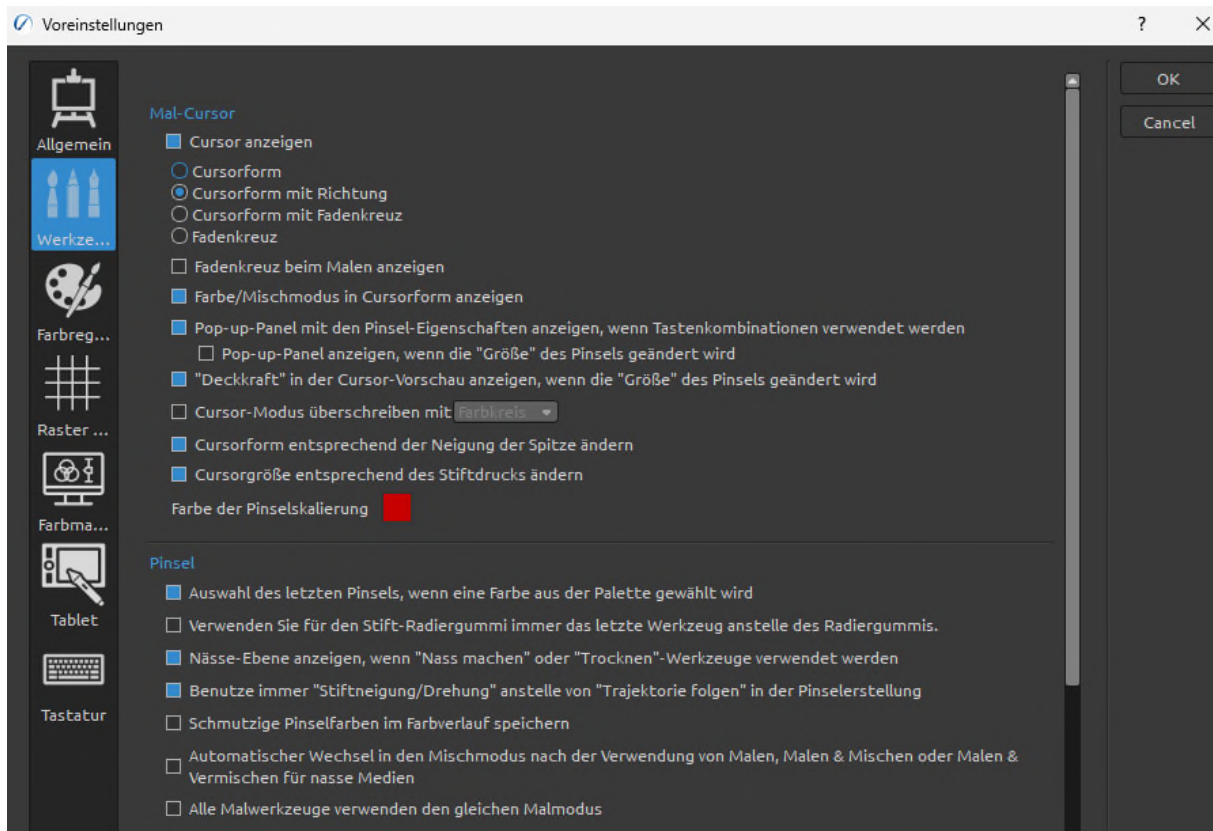 Voreinstellungen
?
OK
Cancel
Allgemein
Werkze...
Farbreg...
Raster ...
Farbma...
Tablet
Tastatur
Mal-Cursor
Cursor anzeigen
Cursorform
Cursorform mit Richtung
Cursorform mit Fadenkreuz
Fadenkreuz
Fadenkreuz beim Malen anzeigen
Farbe/Mischmodus in Cursorform anzeigen
Pop-up-Panel mit den Pinsel-Eigenschaften anzeigen, wenn Tastenkombinationen verwendet werden
Pop-up-Panel anzeigen, wenn die "Größe" des Pinsels geändert wird
"Deckkraft" in der Cursor-Vorschau anzeigen, wenn die "Größe" des Pinsels geändert wird
Cursor-Modus überschreiben mit Farbkreis
Cursorform entsprechend der Neigung der Spitze ändern
Cursorgröße entsprechend des Stiftdrucks ändern
Farbe der Pinselskalierung
Pinsel
Auswahl des letzten Pinsels, wenn eine Farbe aus der Palette gewählt wird
Verwenden Sie für den Stift-Radiergummi immer das letzte Werkzeug anstelle des Radiergummis.
Nässe-Ebene anzeigen, wenn "Nass machen" oder "Trocknen"-Werkzeuge verwendet werden
Benutze immer "Stiftneigung/Drehung" anstelle von "Trajektorie folgen" in der Pinselerstellung
Schmutzige Pinselfarben im Farbverlauf speichern
Automatischer Wechsel in den Mischmodus nach der Verwendung von Malen, Malen & Mischen oder Malen &
Vermischen für nasse Medien
Alle Malwerkzeuge verwenden den gleichen Malmodus